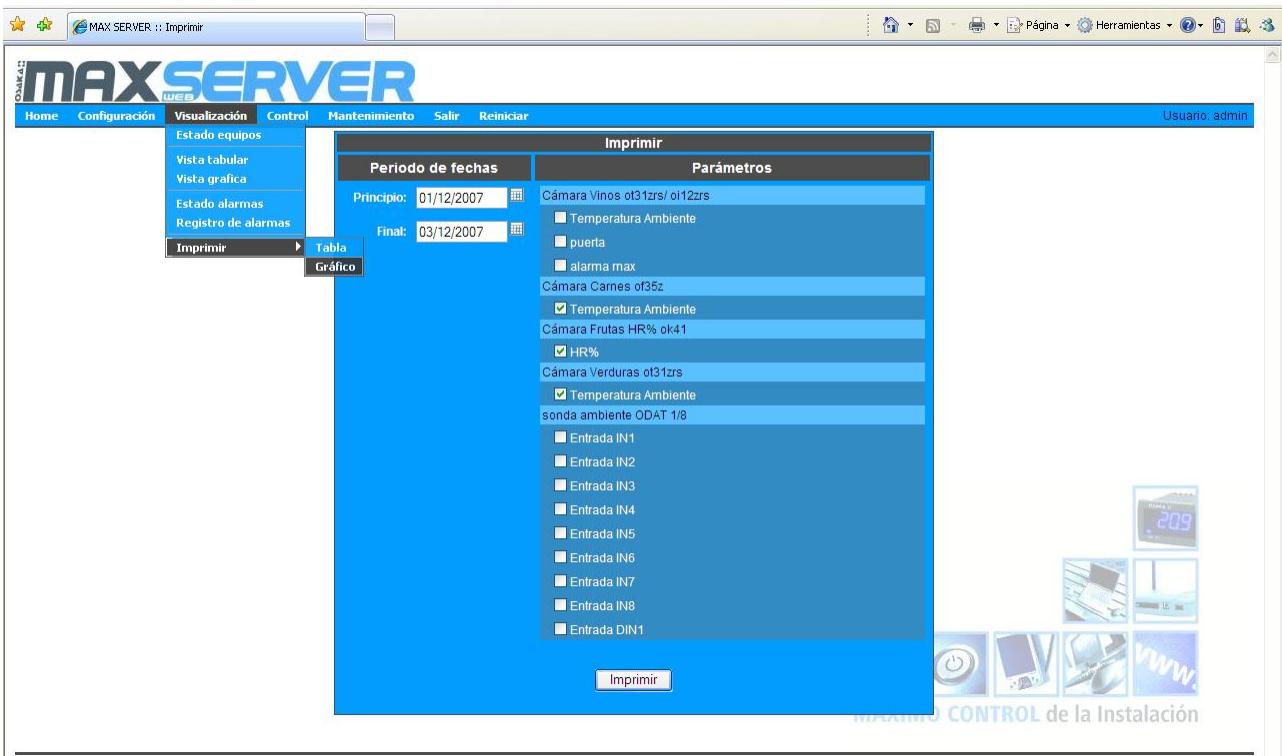 MAX SERVER :: Imprimir
Página
Herramientas
OSAKA
MAXSERVER
WEB
Home Configuración Visualización Control Mantenimiento Salir Reiniciar
Usuario: admin
Estado equipos
Vista tabular
Vista grafica
Estado alarmas
Registro de alarmas
Imprimir
Tabla
Gráfico
Imprimir
Periodo de fechas
Principio: 01/12/2007
Final: 03/12/2007
Parámetros
Cámara Vinos ot31zrs/ oi12zrs
Temperatura Ambiente
puerta
alarma max
Cámara Carnes of35z
Temperatura Ambiente
Cámara Frutas HR% ok41
HR%
Cámara Verduras ot31zrs
Temperatura Ambiente
sonda ambiente ODAT 1/8
Entrada IN1
Entrada IN2
Entrada IN3
Entrada IN4
Entrada IN5
Entrada IN6
Entrada IN7
Entrada IN8
Entrada DIN1
Imprimir
209
www.
MAXIMO CONTROL de la Instalación